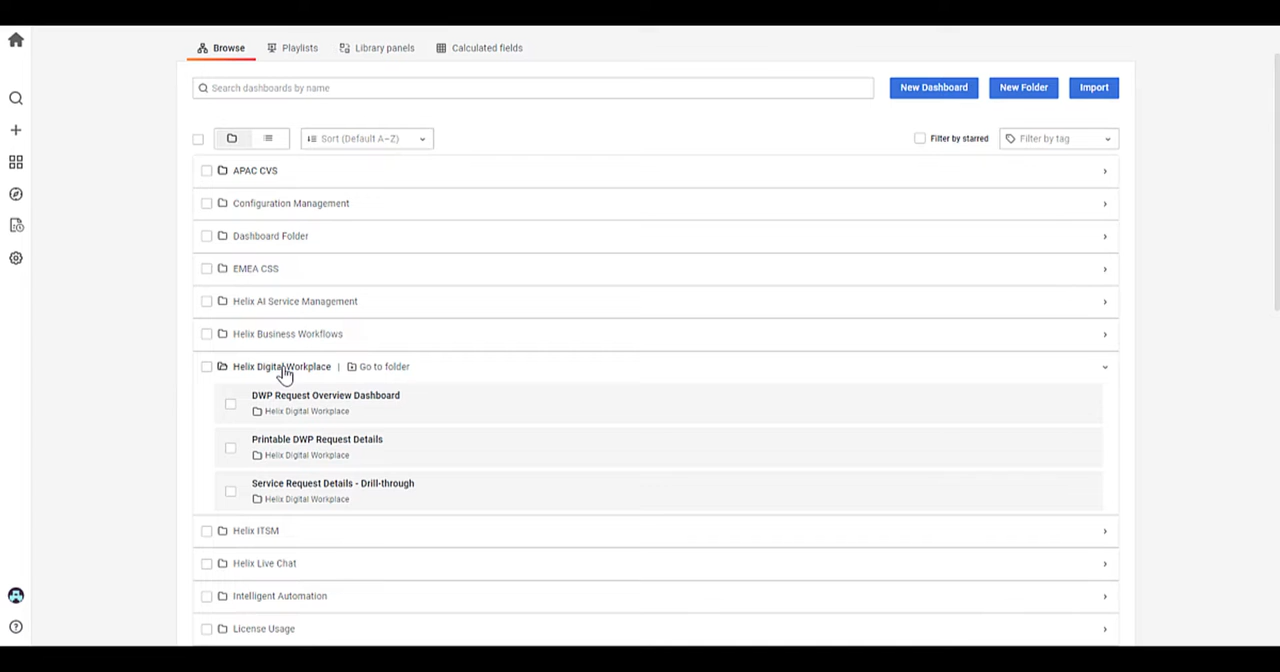 Browse Playlists Library panels Calculated fields
Search dashboards by name New Dashboard New Folder Import
Sort (Default A–Z) Filter by starred Filter by tag
APAC CVS
Configuration Management
Dashboard Folder
EMEA CSS
Helix AI Service Management
Helix Business Workflows
Helix Digital Workplace | Go to folder
DWP Request Overview Dashboard
Helix Digital Workplace
Printable DWP Request Details
Helix Digital Workplace
Service Request Details - Drill-through
Helix Digital Workplace
Helix ITSM
Helix Live Chat
Intelligent Automation
License Usage